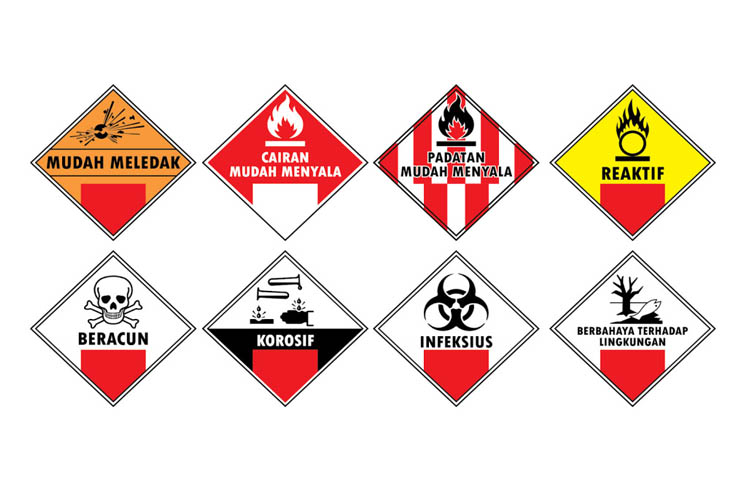 MUDAH MELEDAK
CAIRAN
MUDAH MENYALA
PADATAN
MUDAH MENYALA
REAKTIF
BERACUN
KOROSIF
INFEKSIUS
BERBAHAYA TERHADAP
LINGKUNGAN